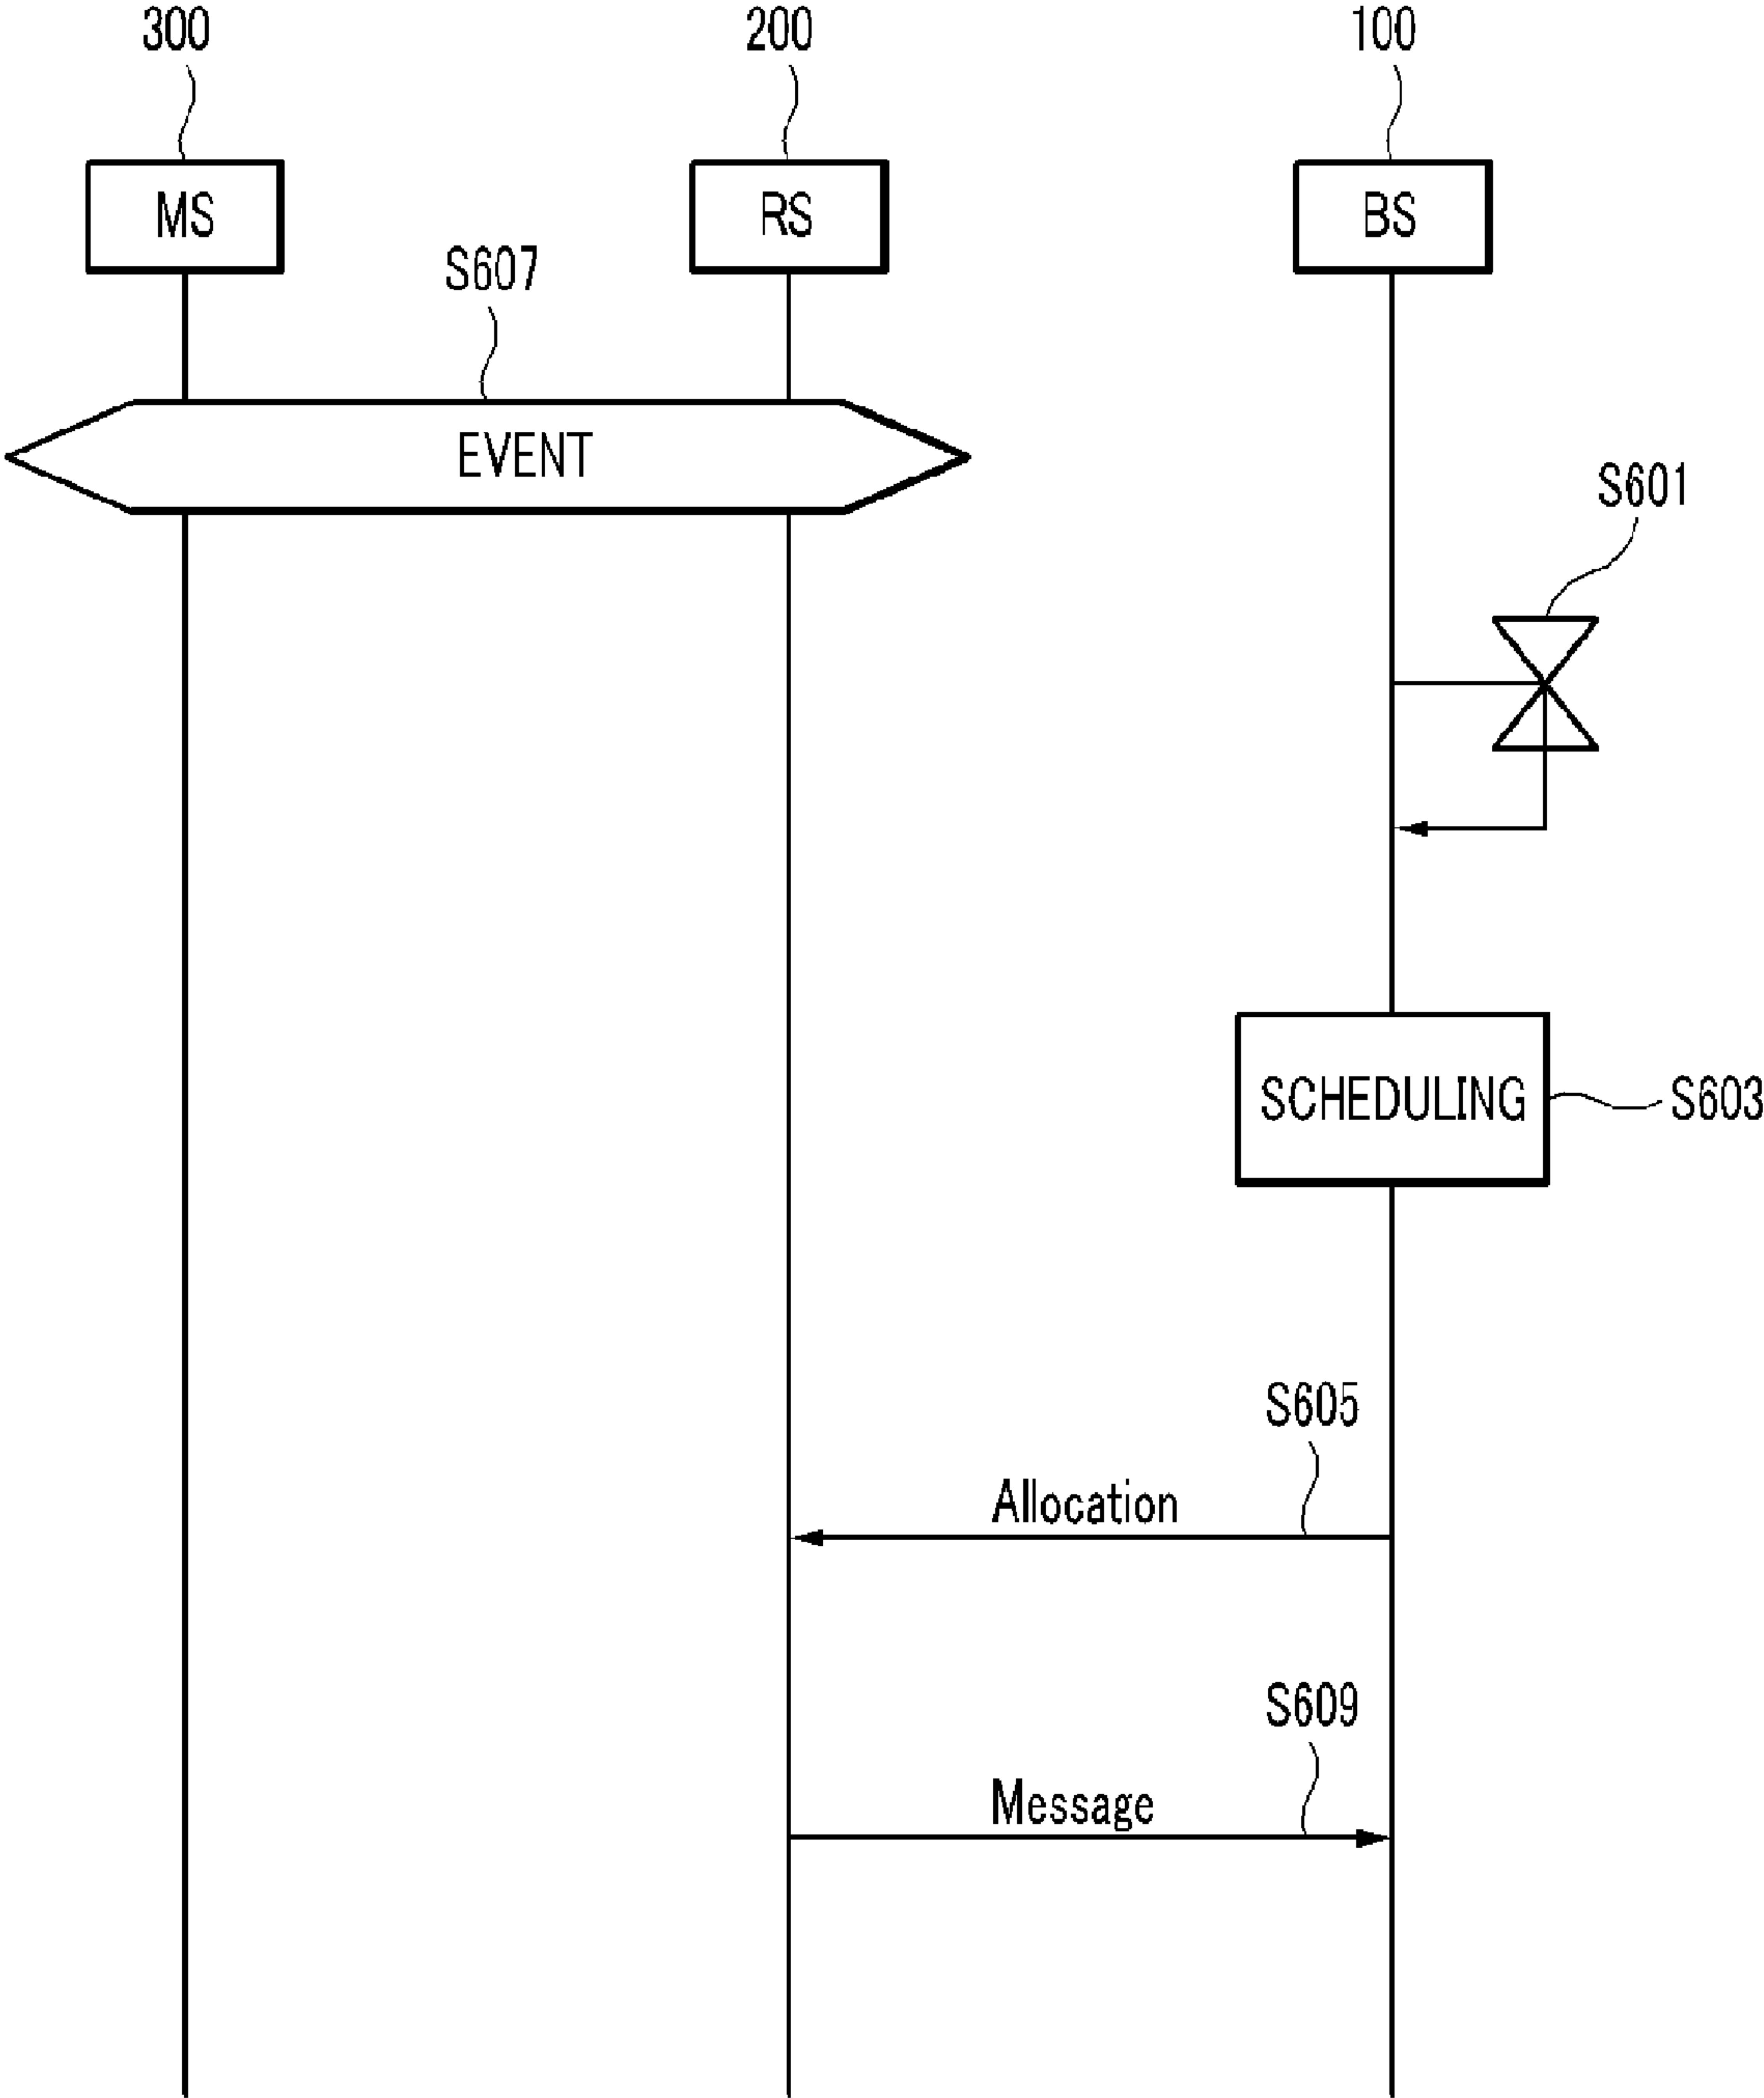 300
200
100
MS
RS
BS
S607
EVENT
S601
SCHEDULING
S603
S605
Allocation
S609
Message